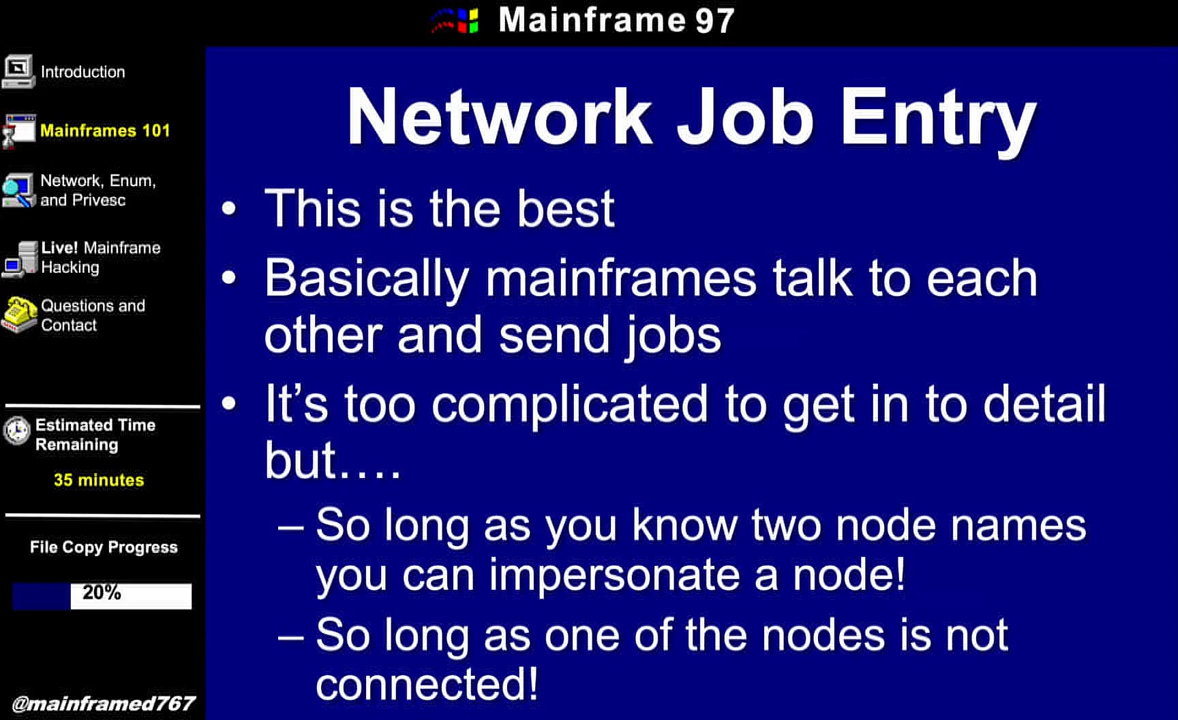 Mainframe 97
Introduction
Mainframes 101
Network, Enum,
and Privesc
Live! Mainframe
Hacking
Questions and
Contact
Estimated Time
Remaining
35 minutes
File Copy Progress
20%
@mainframed767
Network Job Entry
• This is the best
• Basically mainframes talk to each
other and send jobs
• It’s too complicated to get in to detail
but….
– So long as you know two node names
you can impersonate a node!
– So long as one of the nodes is not
connected!